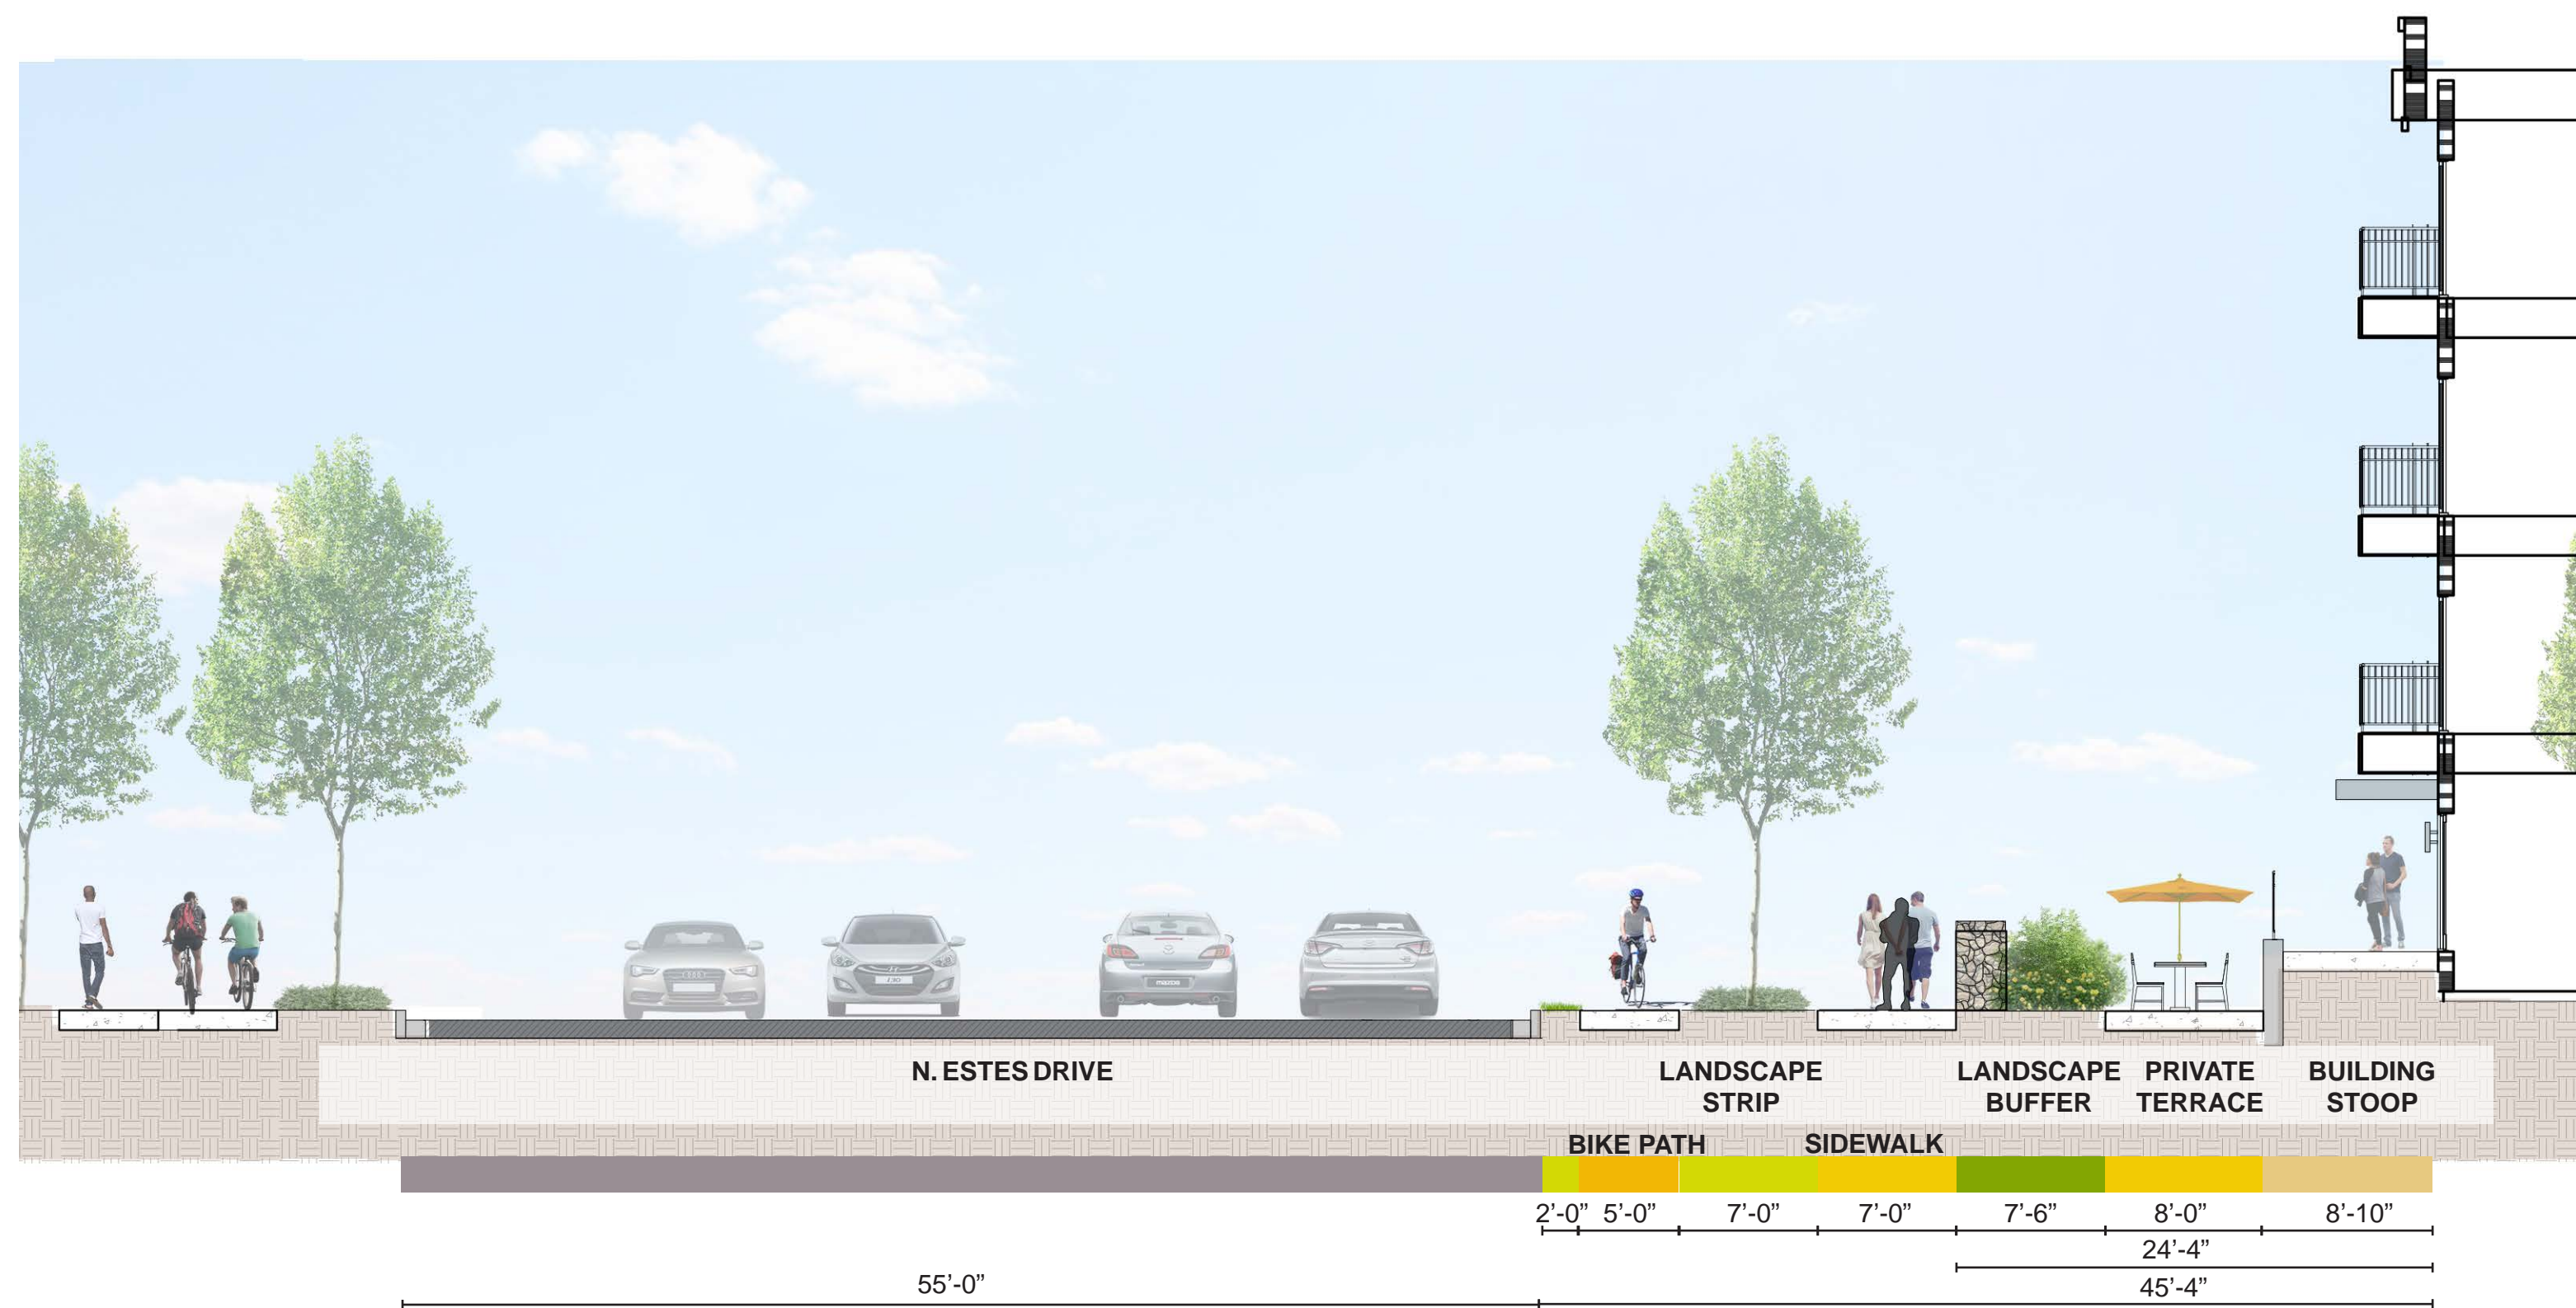 N. ESTES DRIVE
LANDSCAPE
STRIP
LANDSCAPE
BUFFER
PRIVATE
TERRACE
BUILDING
STOOP
BIKE PATH
SIDEWALK
2’-0” 5’-0” 7’-0” 7’-0” 7’-6” 8’-0” 8’-10”
24’-4”
55’-0”
45’-4”